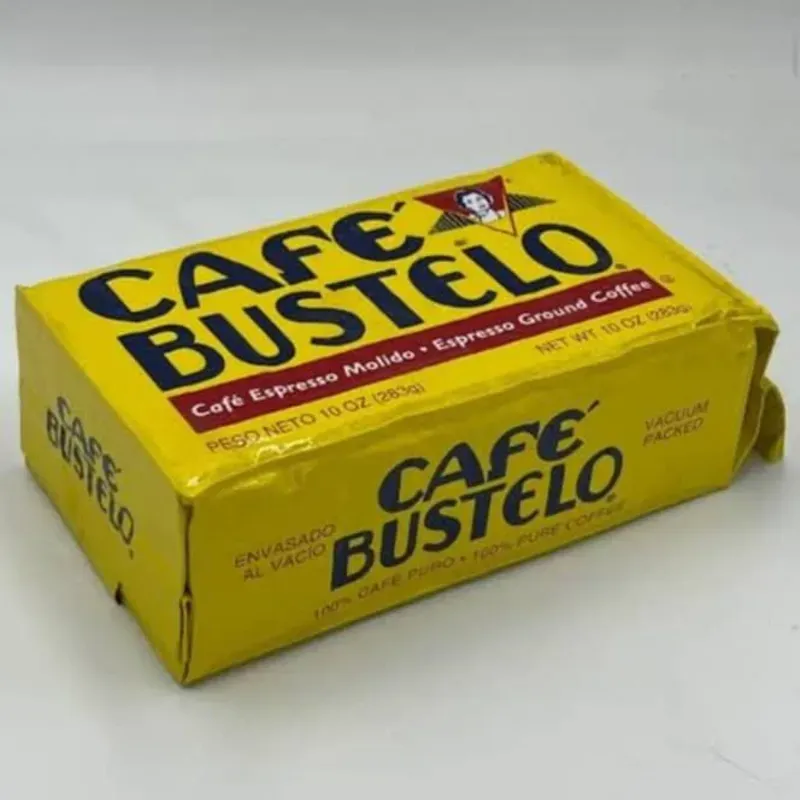 CAFÉ
BUSTELO®
Café Espresso Molido • Espresso Ground Coffee
PESO NETO 10 OZ (283g)
NET WT 10 OZ (283g)
CAFÉ
BUSTELO
ENVASADO
AL VACÍO
CAFÉ
BUSTELO®
VACUUM
PACKED
100% CAFÉ PURO • 100% PURE COFFEE